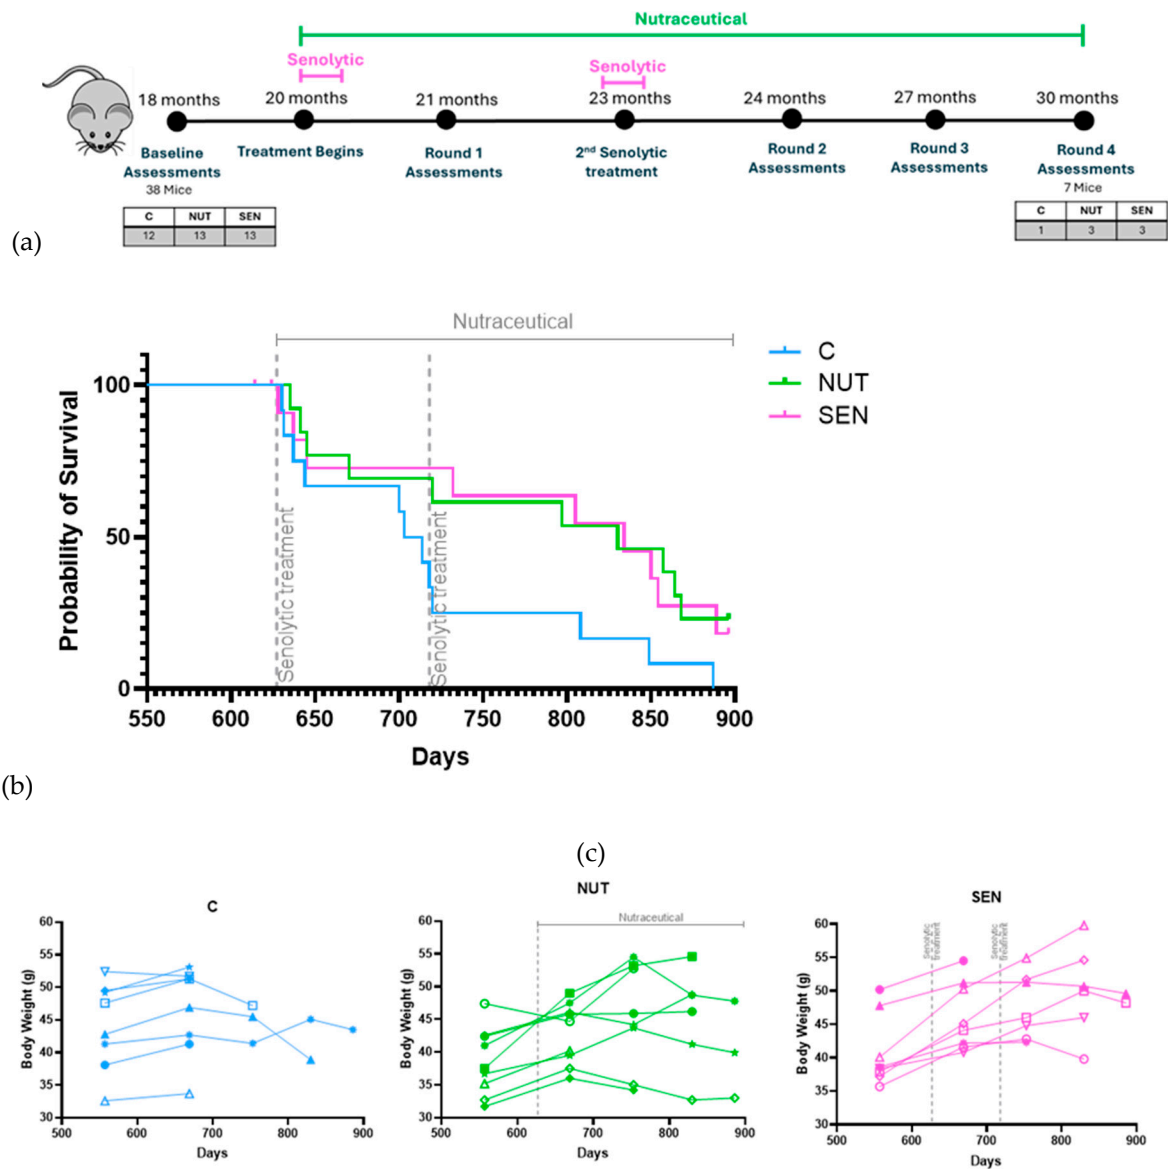 Nutraceutical
Senolytic
Senolytic
18 months
20 months
21 months
23 months
24 months
27 months
30 months
Baseline
Assessments
38 Mice
Treatment Begins
Round 1
Assessments
2nd Senolytic
treatment
Round 2
Assessments
Round 3
Assessments
Round 4
Assessments
7 Mice
C NUT SEN
12 13 13
C NUT SEN
1 3 3
(a)
Nutraceutical
C
NUT
SEN
Probability of Survival
100
50
0
Senolytic treatment
Senolytic treatment
550 600 650 700 750 800 850 900
Days
(b)
(c)
C
Body Weight (g)
60
55
50
45
40
35
30
500 600 700 800 900
Days
NUT
Nutraceutical
Body Weight (g)
60
55
50
45
40
35
30
500 600 700 800 900
Days
SEN
Senolytic
treatment
Senolytic
treatment
Body Weight (g)
60
55
50
45
40
35
30
500 600 700 800 900
Days